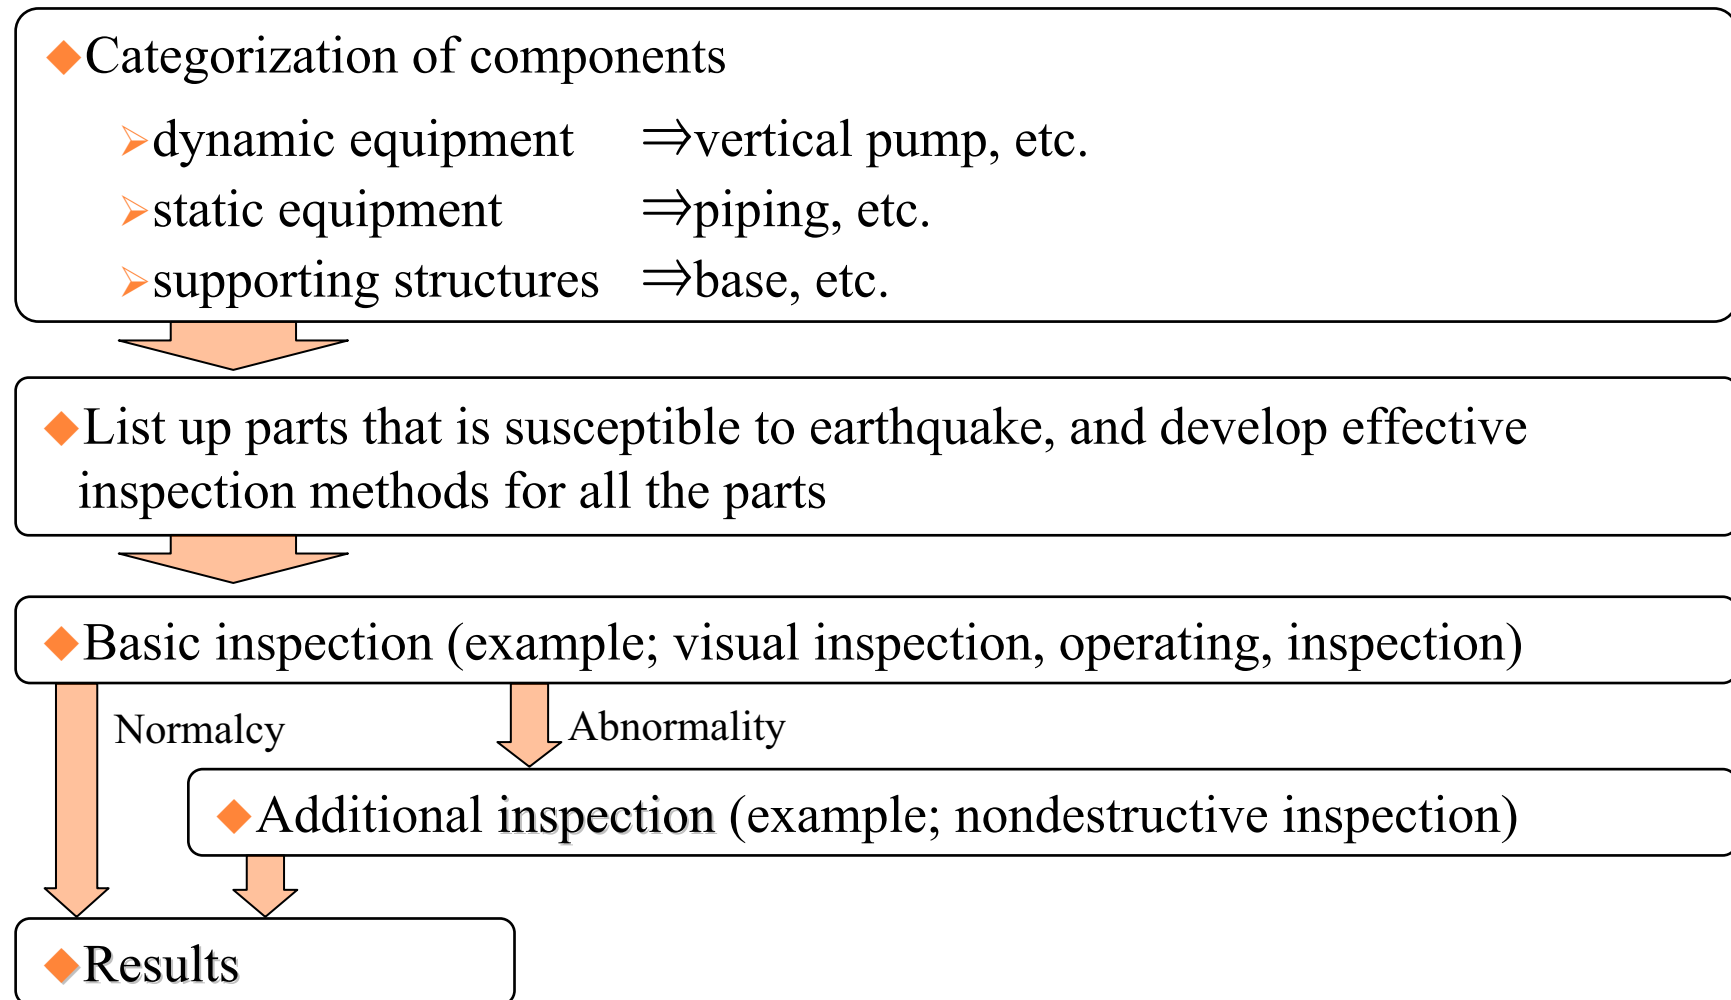 ◆Categorization of components
➢dynamic equipment ⇒vertical pump, etc.
➢static equipment ⇒piping, etc.
➢supporting structures ⇒base, etc.
◆List up parts that is susceptible to earthquake, and develop effective
inspection methods for all the parts
◆Basic inspection (example; visual inspection, operating, inspection)
Normalcy
Abnormality
◆Additional inspection (example; nondestructive inspection)
◆Results